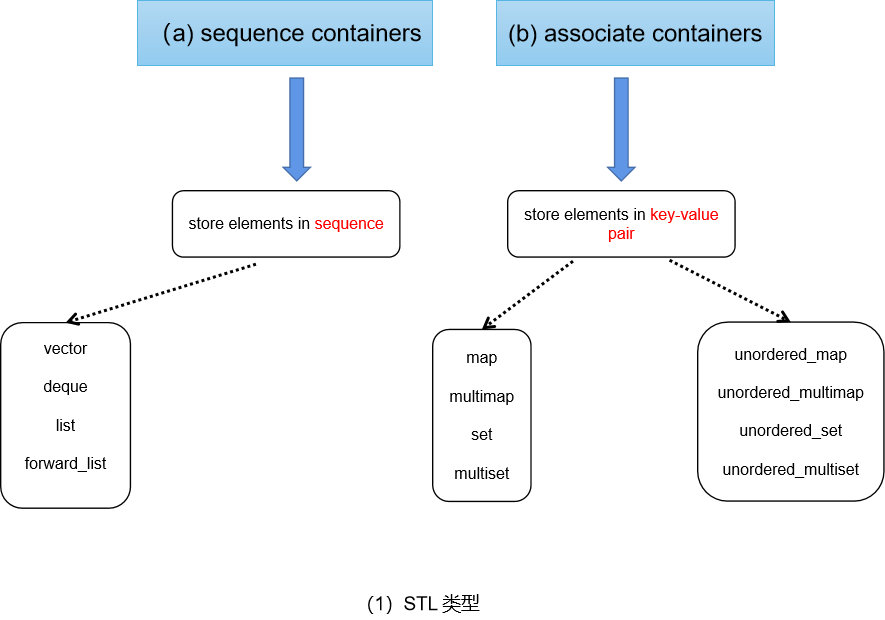 （a) sequence containers
(b) associate containers
store elements in sequence
store elements in key-value
pair
vector
deque
list
forward_list
map
multimap
set
multiset
unordered_map
unordered_multimap
unordered_set
unordered_multiset
（1）STL 类型